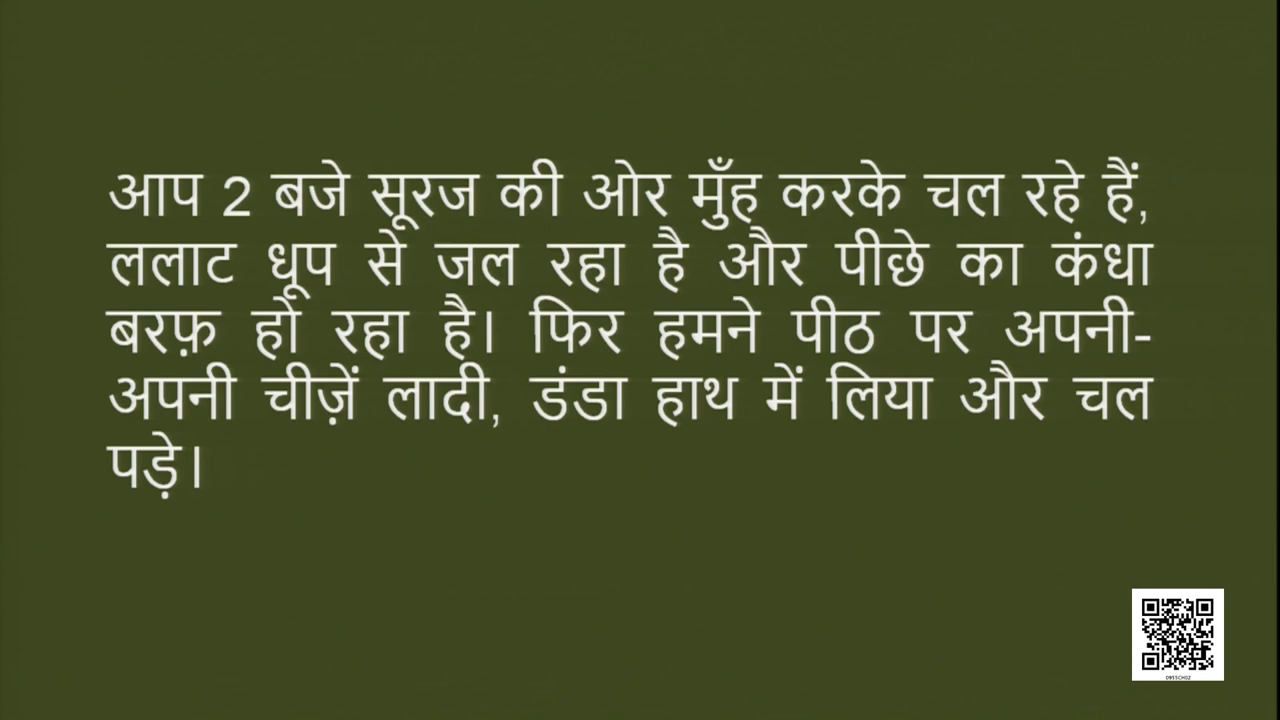 आप 2 बजे सूरज की ओर मुँह करके चल रहे हैं,
ललाट धूप से जल रहा है और पीछे का कंधा
बरफ़ हो रहा है। फिर हमने पीठ पर अपनी-
अपनी चीज़ें लादी, डंडा हाथ में लिया और चल
पड़े।
0955CH02